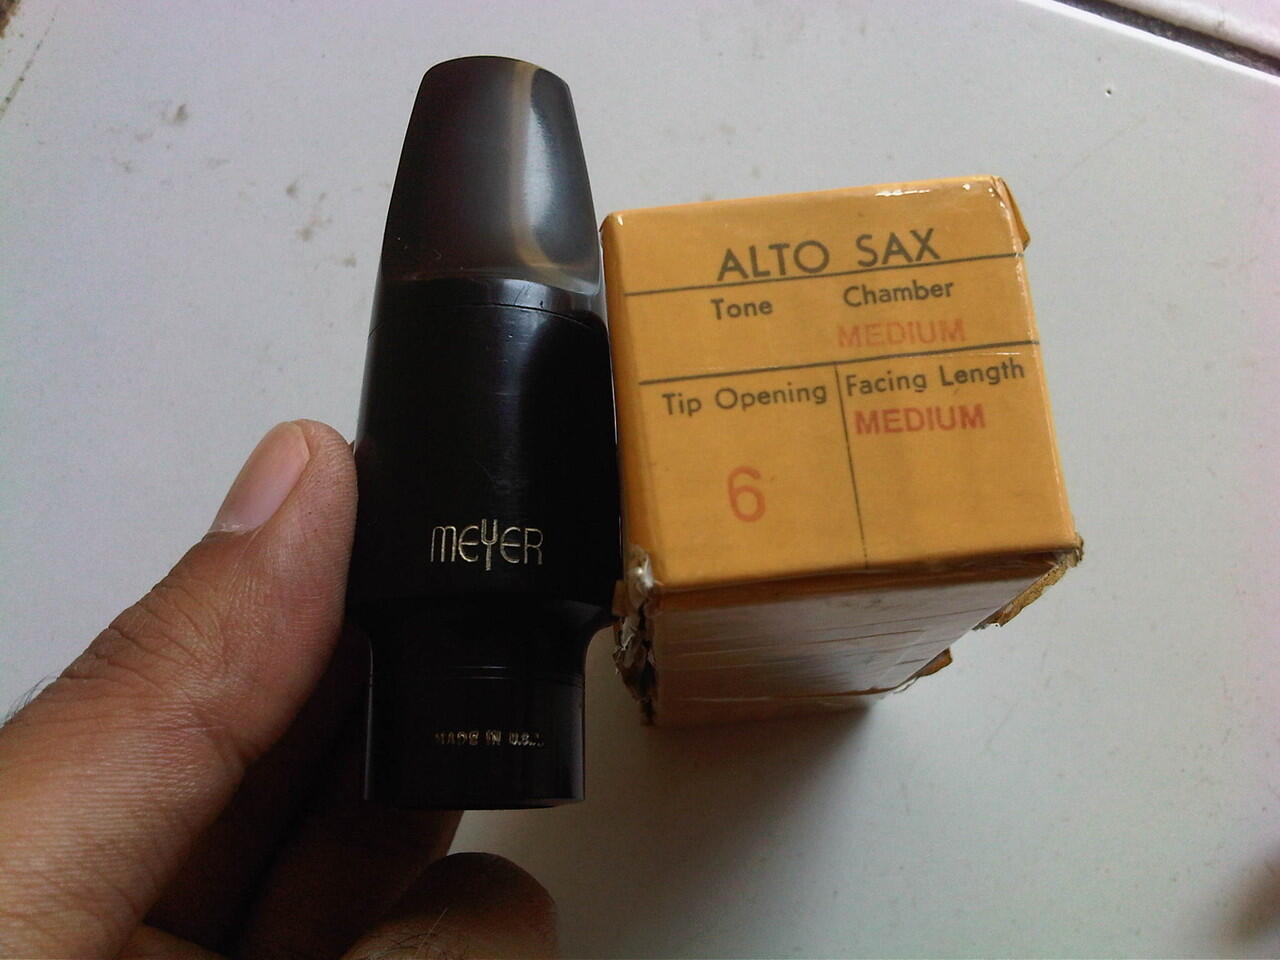 MEYER
MADE IN U.S.A.
ALTO SAX
Tone Chamber
MEDIUM
Tip Opening
6
Facing Length
MEDIUM